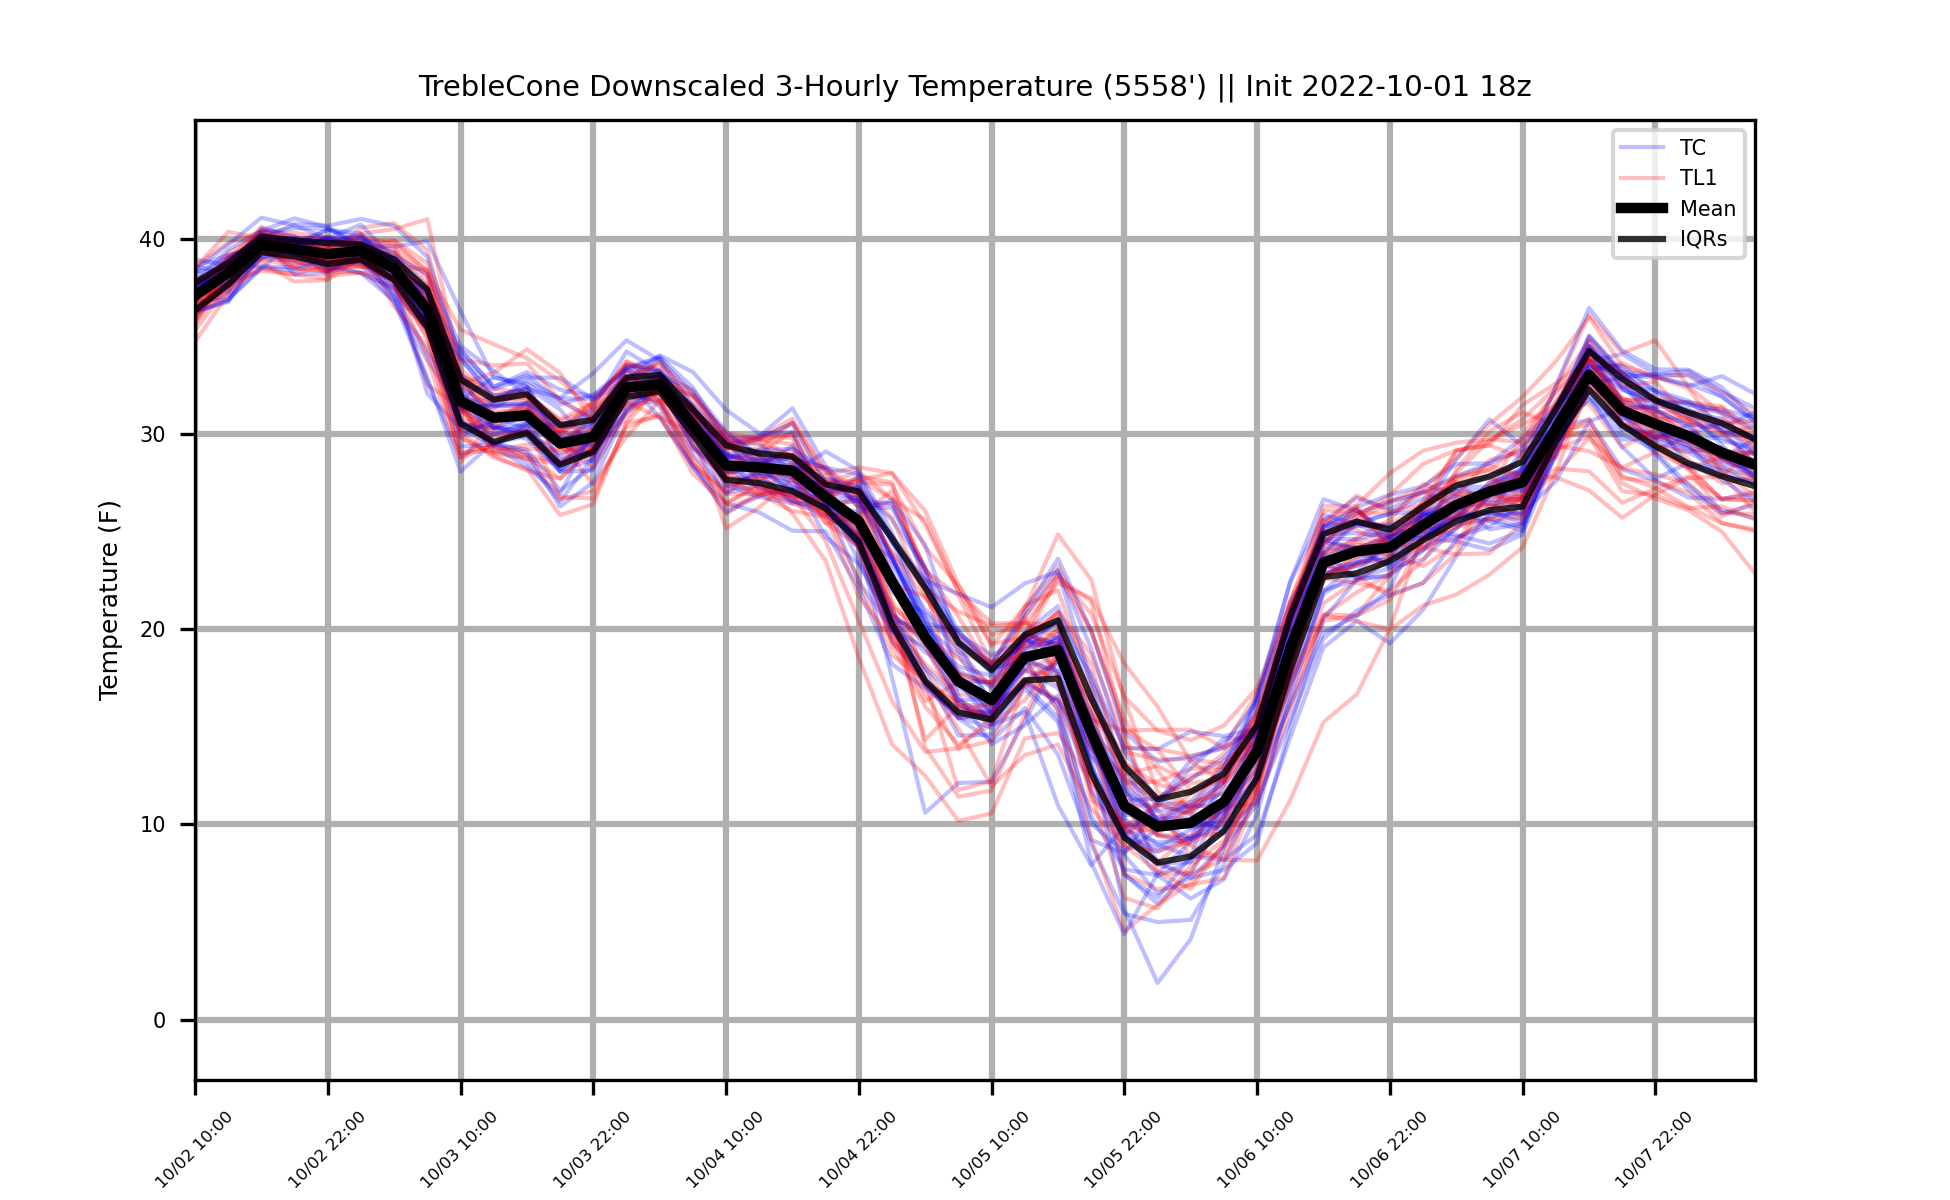 TrebleCone Downscaled 3-Hourly Temperature (5558') || Init 2022-10-01 18z
TC
TL1
Mean
IQRs
Temperature (F)
40
30
20
10
0
10/02 10:00
10/02 22:00
10/03 10:00
10/03 22:00
10/04 10:00
10/04 22:00
10/05 10:00
10/05 22:00
10/06 10:00
10/06 22:00
10/07 10:00
10/07 22:00